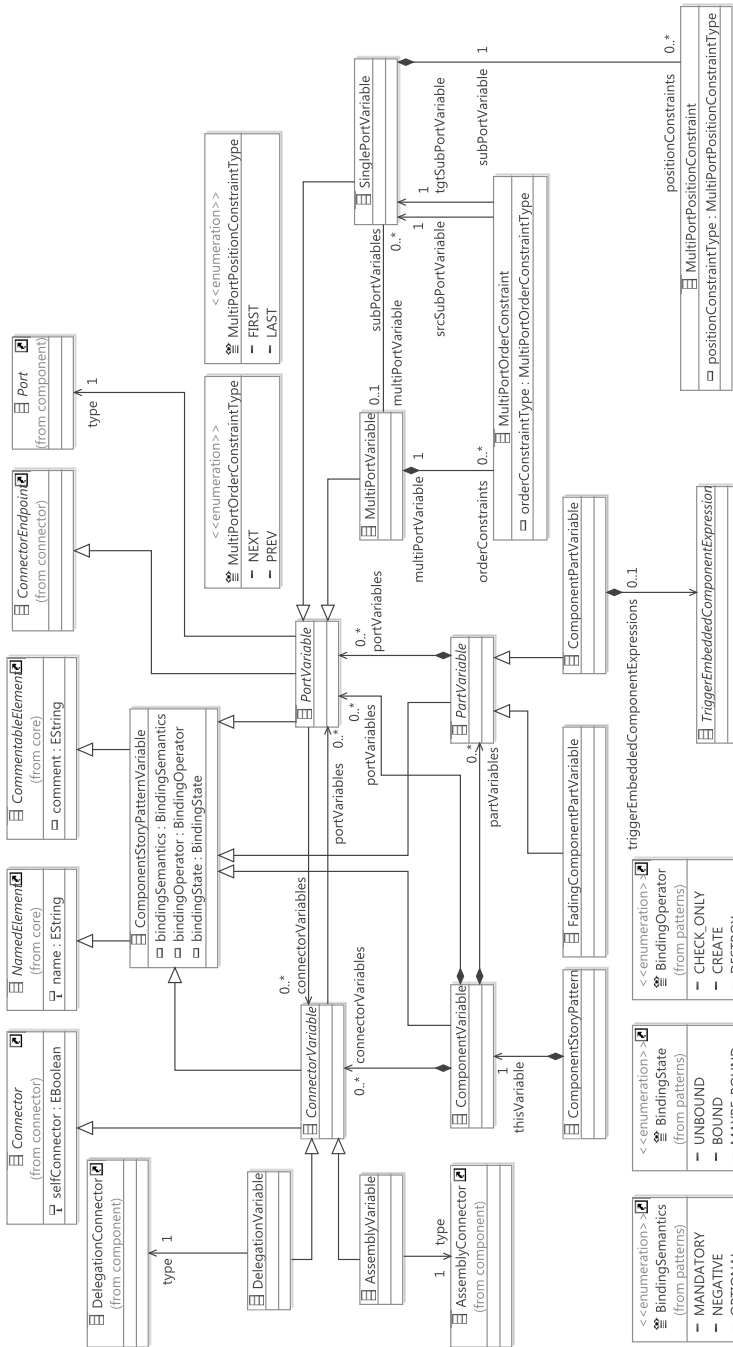 Connector
(from connector)
selfConnector : EBoolean
NamedElement
(from core)
name : EString
CommentableElement
(from core)
comment : EString
ConnectorEndpoint
(from connector)
Port
(from component)
type 1
DelegationConnector
(from component)
type 1
DelegationVariable
ComponentStoryPatternVariable
bindingSemantics : BindingSemantics
bindingOperator : BindingOperator
bindingState : BindingState
<<enumeration>>
MultiPortOrderConstraintType
NEXT
PREV
<<enumeration>>
MultiPortPositionConstraintType
FIRST
LAST
ConnectorVariable
0..*
connectorVariables
PortVariable
0..*
portVariables
AssemblyVariable
type
1
AssemblyConnector
(from component)
0..*
connectorVariables
0..*
portVariables
0..*
portVariables
MultiPortVariable
0..1
multiPortVariable
subPortVariables
0..*
SinglePortVariable
multiPortVariable
1
orderConstraints
0..*
srcSubPortVariable
1
tgtSubPortVariable
1
subPortVariable
1
ComponentVariable
PartVariable
0..*
partVariables
MultiPortOrderConstraint
orderConstraintType : MultiPortOrderConstraintType
thisVariable
1
ComponentStoryPattern
FadingComponentPartVariable
ComponentPartVariable
triggerEmbeddedComponentExpressions
0..1
TriggerEmbeddedComponentExpression
positionConstraints
0..*
MultiPortPositionConstraint
positionConstraintType : MultiPortPositionConstraintType
<<enumeration>>
BindingSemantics
(from patterns)
MANDATORY
NEGATIVE
<<enumeration>>
BindingState
(from patterns)
UNBOUND
BOUND
<<enumeration>>
BindingOperator
(from patterns)
CHECK_ONLY
CREATE